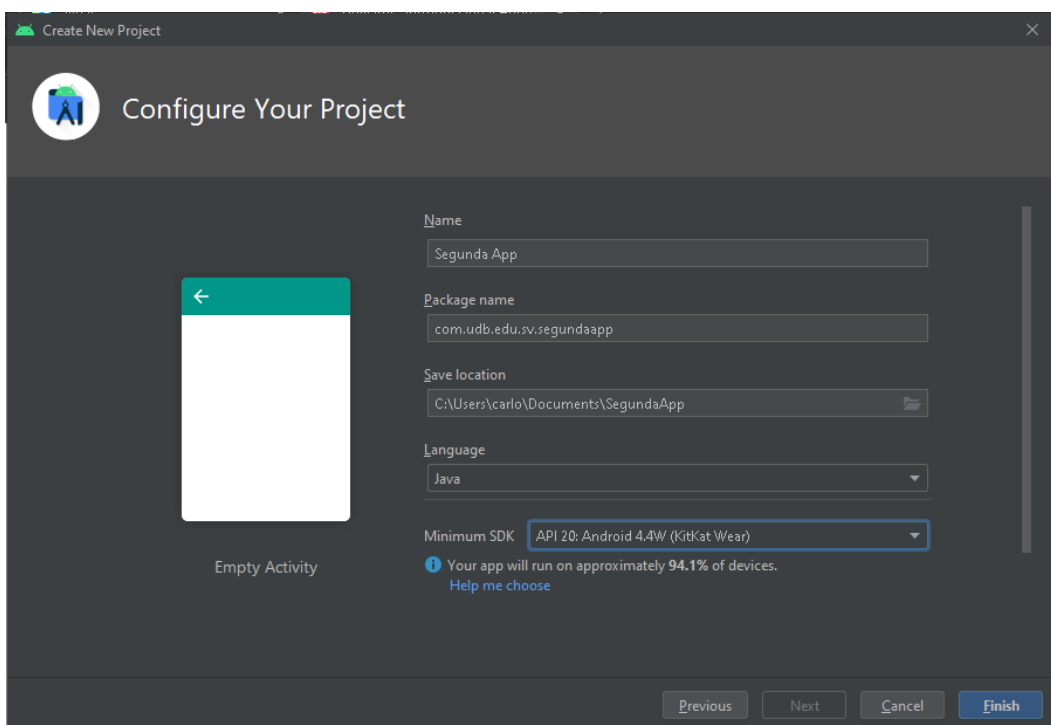 Create New Project
Configure Your Project
Name
Segunda App
Package name
com.udb.edu.sv.segundaapp
Save location
C:\Users\carlo\Documents\SegundaApp
Language
Java
Minimum SDK API 20: Android 4.4W (KitKat Wear)
Your app will run on approximately 94.1% of devices.
Help me choose
Empty Activity
Previous Next Cancel Finish